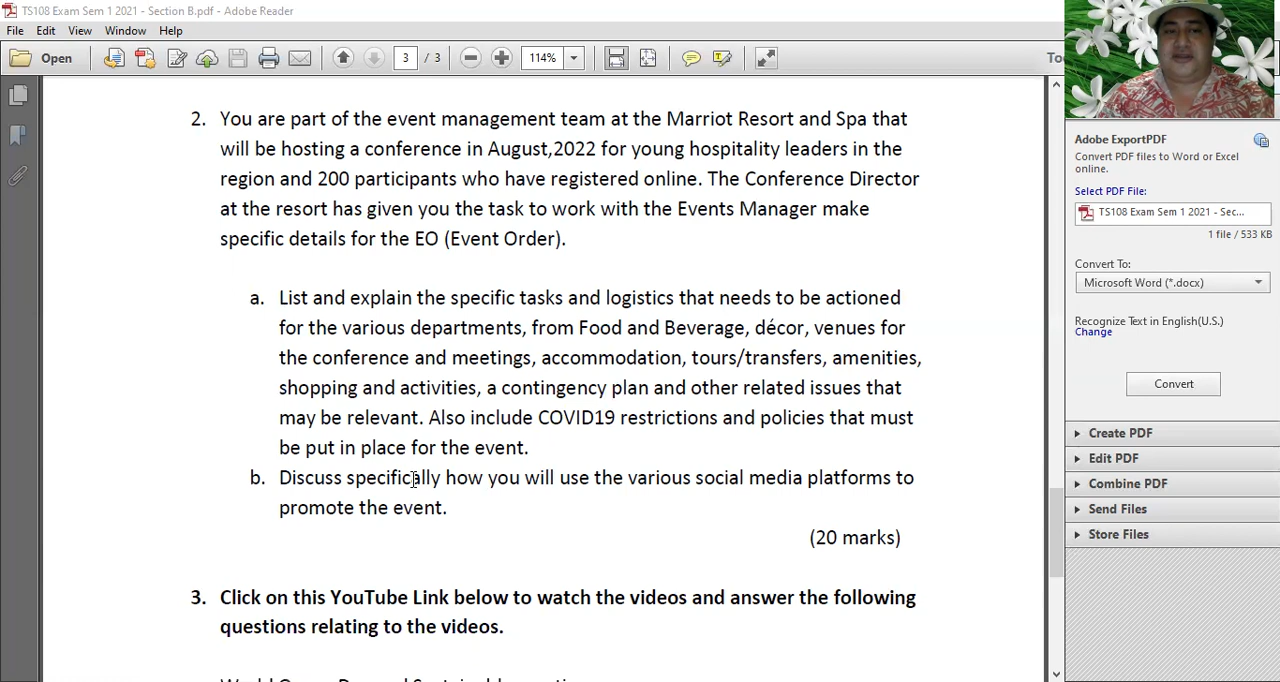 TS108 Exam Sem 1 2021 - Section B.pdf - Adobe Reader
File Edit View Window Help
Open 3 / 3 114% To
2. You are part of the event management team at the Marriot Resort and Spa that
will be hosting a conference in August,2022 for young hospitality leaders in the
region and 200 participants who have registered online. The Conference Director
at the resort has given you the task to work with the Events Manager make
specific details for the EO (Event Order).
a. List and explain the specific tasks and logistics that needs to be actioned
for the various departments, from Food and Beverage, décor, venues for
the conference and meetings, accommodation, tours/transfers, amenities,
shopping and activities, a contingency plan and other related issues that
may be relevant. Also include COVID19 restrictions and policies that must
be put in place for the event.
b. Discuss specifically how you will use the various social media platforms to
promote the event.
(20 marks)
3. Click on this YouTube Link below to watch the videos and answer the following
questions relating to the videos.
Adobe ExportPDF
Convert PDF files to Word or Excel
online.
Select PDF File:
TS108 Exam Sem 1 2021 - Sec...
1 file / 533 KB
Convert To:
Microsoft Word (*.docx)
Recognize Text in English(U.S.)
Change
Convert
Create PDF
Edit PDF
Combine PDF
Send Files
Store Files